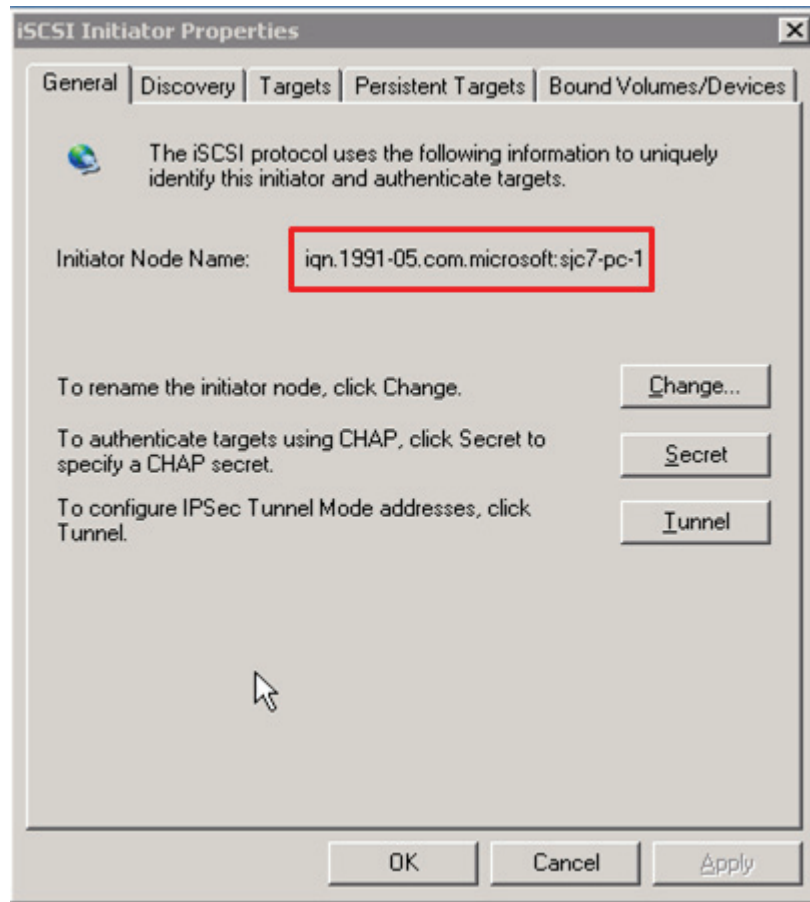 iSCSI Initiator Properties
General Discovery Targets Persistent Targets Bound Volumes/Devices
The iSCSI protocol uses the following information to uniquely
identify this initiator and authenticate targets.
Initiator Node Name: iqn.1991-05.com.microsoft:sjc7-pc-1
To rename the initiator node, click Change. Change...
To authenticate targets using CHAP, click Secret to
specify a CHAP secret.
Secret
To configure IPSec Tunnel Mode addresses, click
Tunnel.
Tunnel
OK Cancel Apply